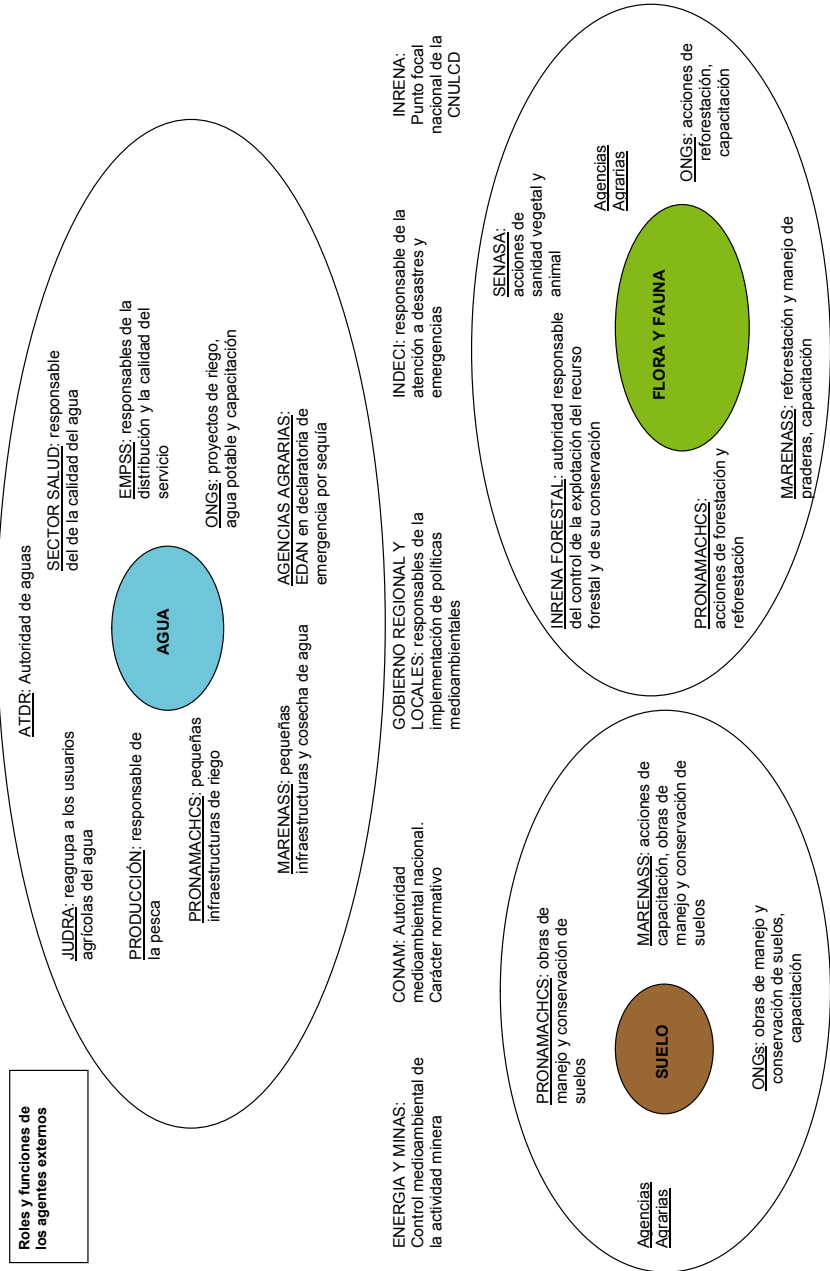 Roles y funciones de
los agentes externos
ATDR: Autoridad de aguas
JUDRA: reagrupa a los usuarios
agrícolas del agua
PRODUCCIÓN: responsable de
la pesca
PRONAMACHCS: pequeñas
infraestructuras de riego
MARENASS: pequeñas
infraestructuras y cosecha de agua
AGUA
SECTOR SALUD: responsable
del de la calidad del agua
EMPSS: responsables de la
distribución y la calidad del
servicio
ONGs: proyectos de riego,
agua potable y capacitación
AGENCIAS AGRARIAS:
EDAN en declaratoria de
emergencia por sequía
ENERGIA Y MINAS:
Control medioambiental de
la actividad minera
CONAM: Autoridad
medioambiental nacional.
Carácter normativo
GOBIERNO REGIONAL Y
LOCALES: responsables de la
implementación de políticas
medioambientales
INDECI: responsable de la
atención a desastres y
emergencias
INRENA:
Punto focal
nacional de la
CNULCD
Agencias
Agrarias
PRONAMACHCS: obras de
manejo y conservación de
suelos
SUELO
MARENASS: acciones de
capacitación, obras de
manejo y conservación de
suelos
ONGs: obras de manejo y
conservación de suelos,
capacitación
INRENA FORESTAL: autoridad responsable
del control de la explotación del recurso
forestal y de su conservación
SENASA:
acciones de
sanidad vegetal y
animal
Agencias
Agrarias
FLORA Y FAUNA
ONGs: acciones de
reforestación,
capacitación
PRONAMACHCS:
acciones de forestación y
reforestación
MARENASS: reforestación y manejo de
praderas, capacitación